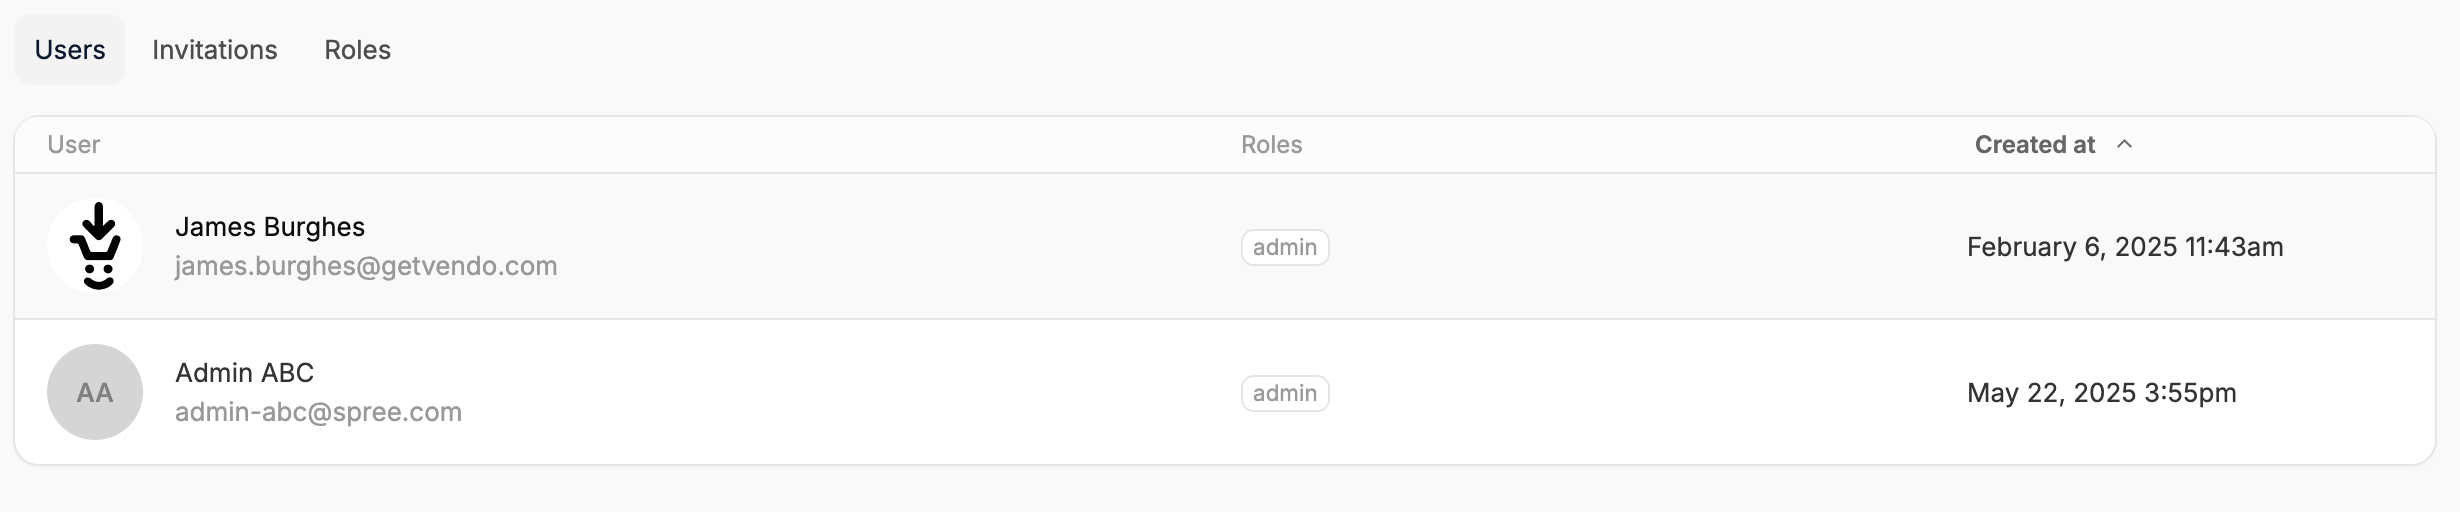 Users Invitations Roles
User Roles Created at
James Burghes
james.burghes@getvendo.com
admin
February 6, 2025 11:43am
AA
Admin ABC
admin-abc@spree.com
admin
May 22, 2025 3:55pm